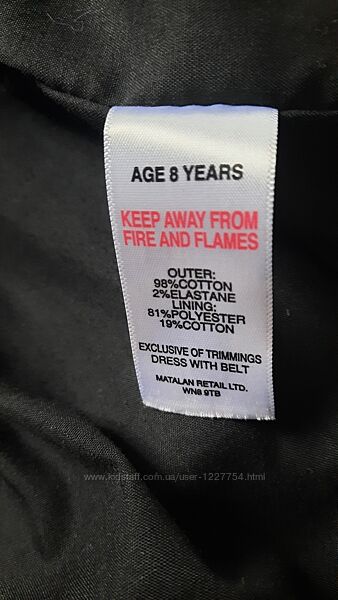 AGE 8 YEARS
KEEP AWAY FROM
FIRE AND FLAMES
OUTER:
98%COTTON
2%ELASTANE
LINING:
81%POLYESTER
19%COTTON
EXCLUSIVE OF TRIMMINGS
DRESS WITH BELT
MATALAN RETAIL LTD.
WN8 9TB
www.kidstaff.com.ua/user-1227754.html